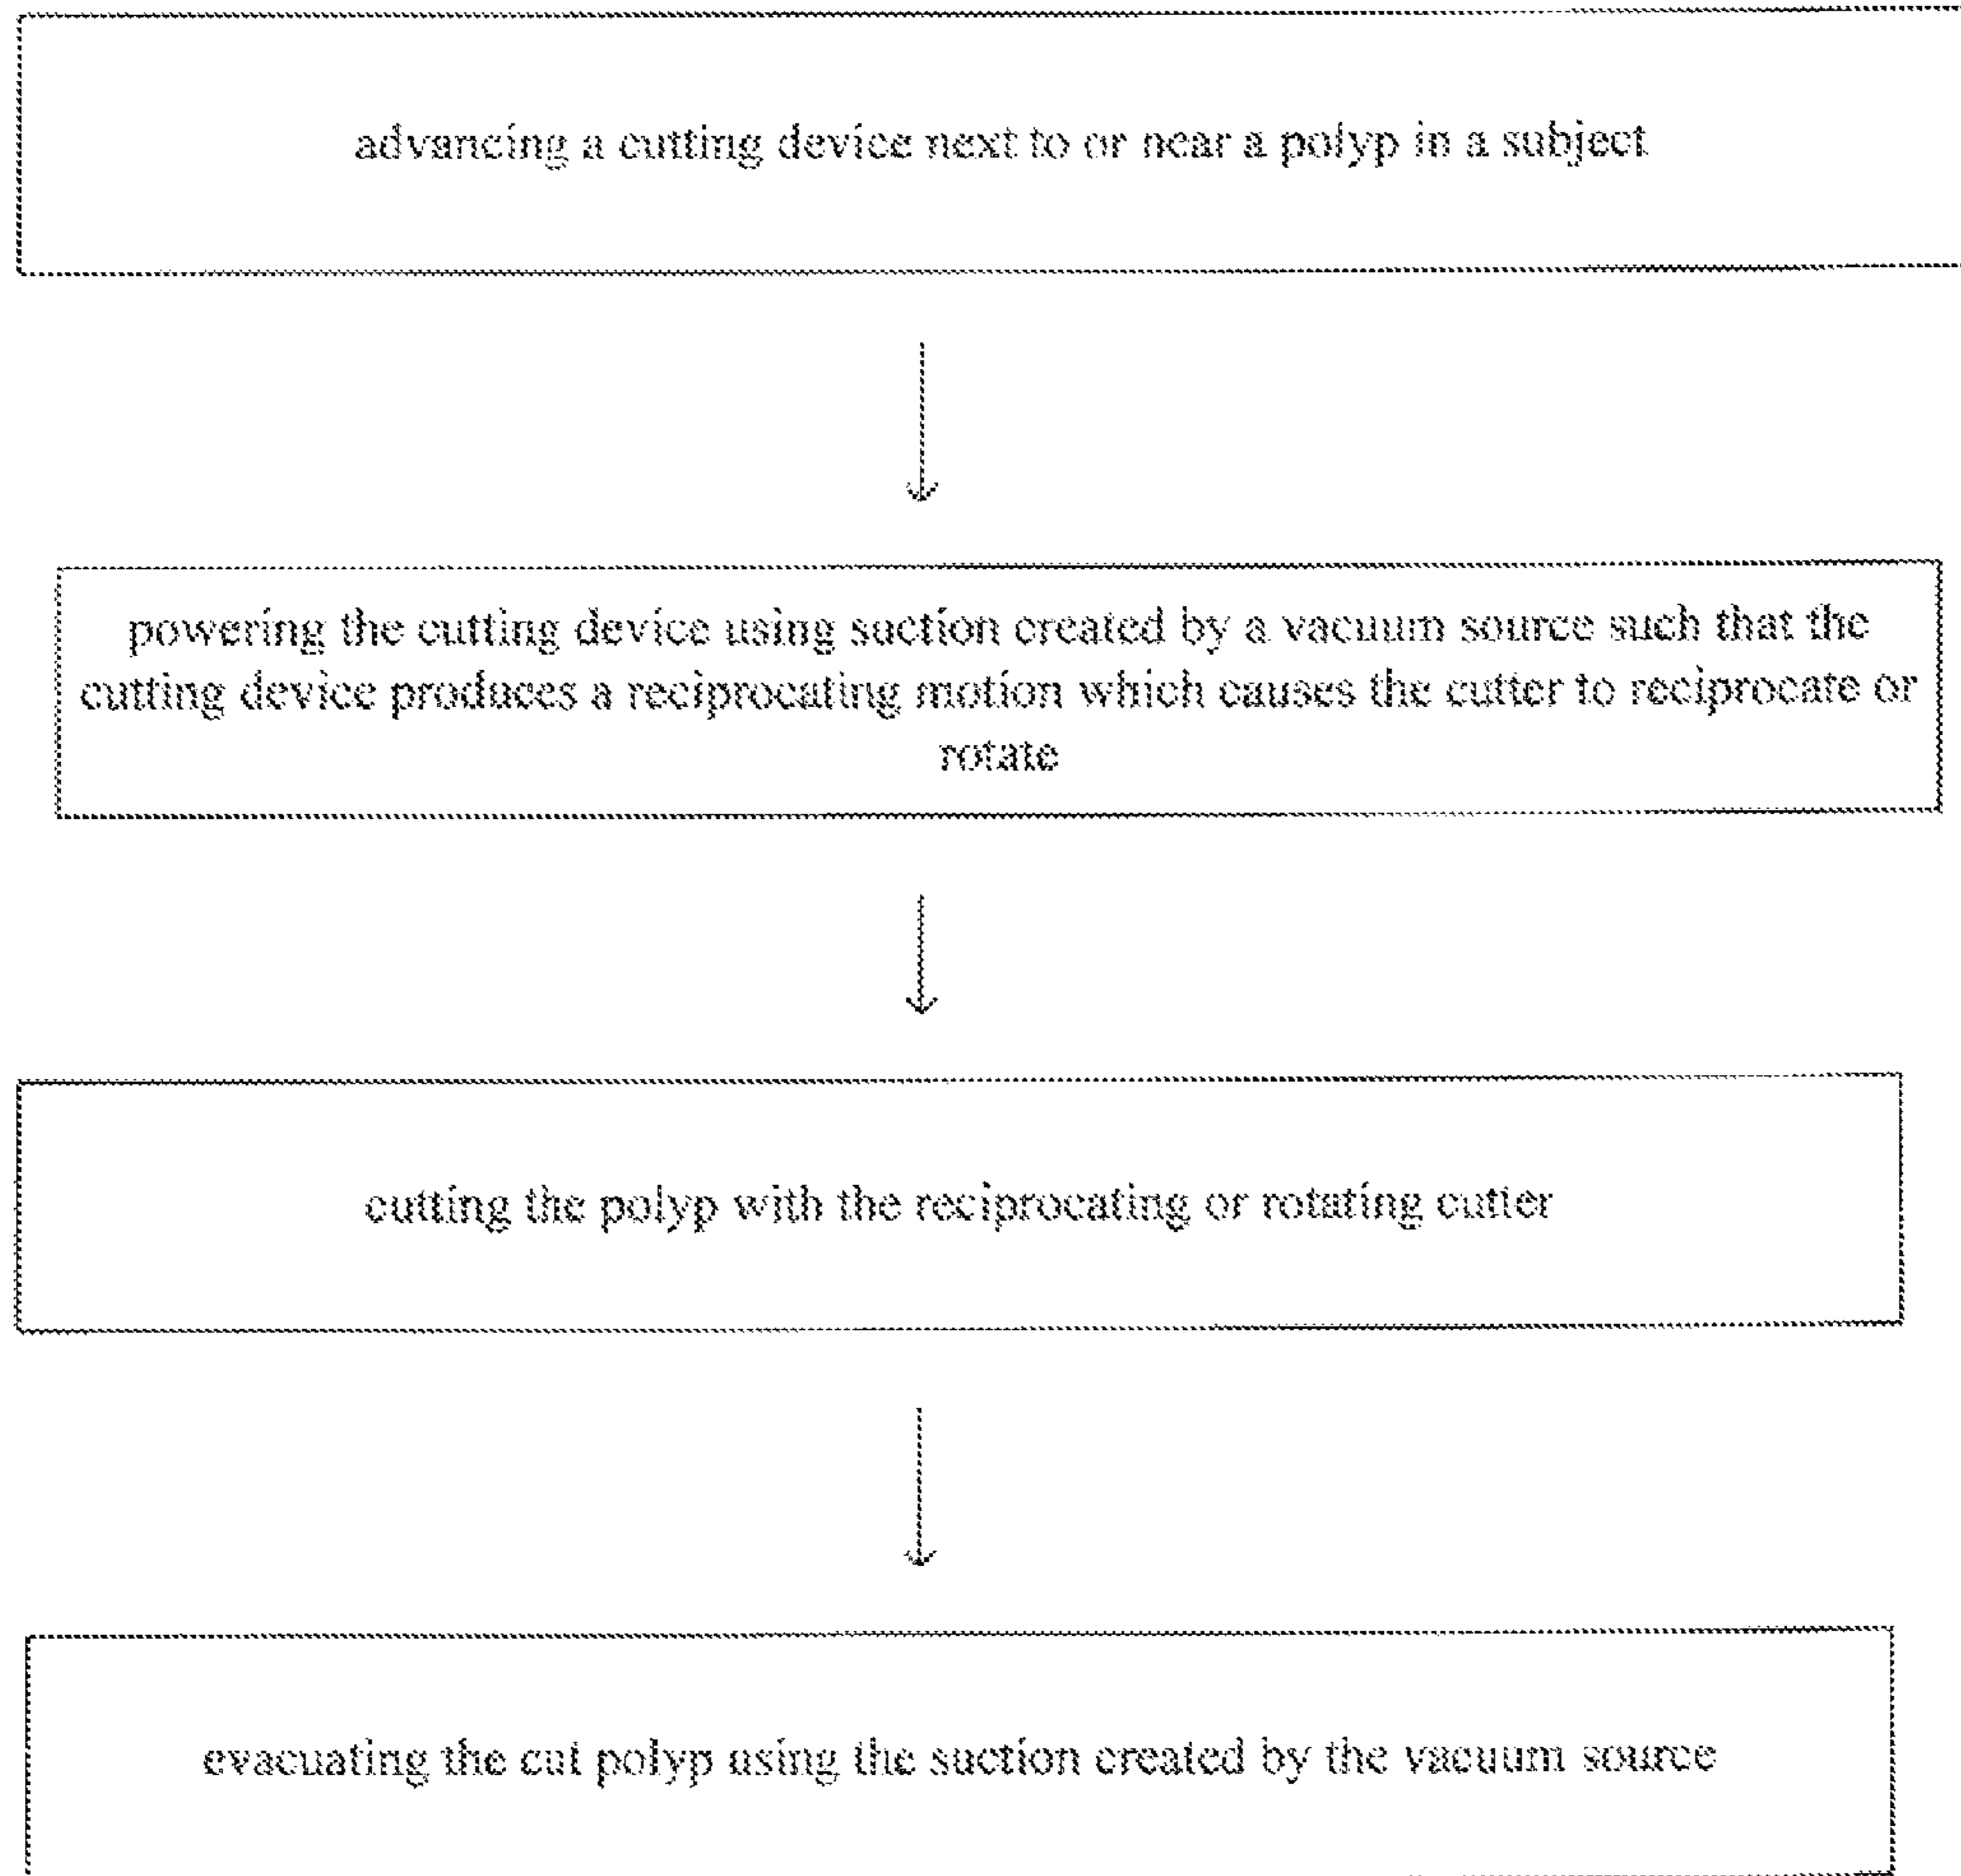 advancing a cutting device next to or near a polyp in a subject
powering the cutting device using suction created by a vacuum source such that the
cutting device produces a reciprocating motion which causes the cutter to reciprocate or
rotate
cutting the polyp with the reciprocating or rotating cutter
evacuating the cut polyp using the suction created by the vacuum source